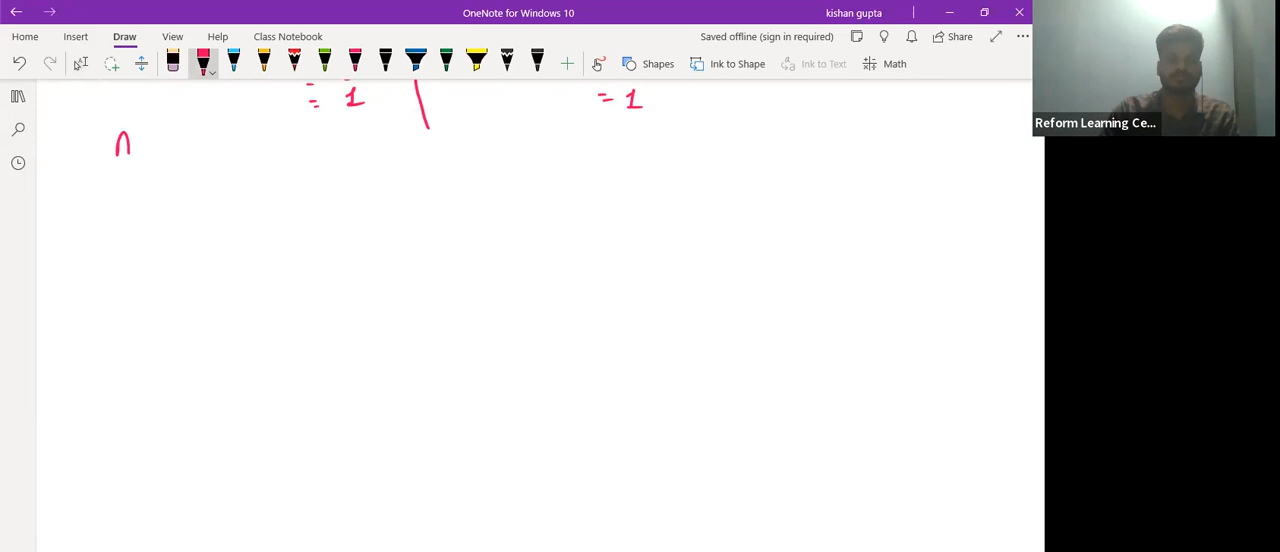 OneNote for Windows 10
kishan gupta
Home Insert Draw View Help Class Notebook
Saved offline (sign in required)
Share
Shapes
Ink to Shape
Ink to Text
Math
= 1
= 1
n
Reform Learning Ce...